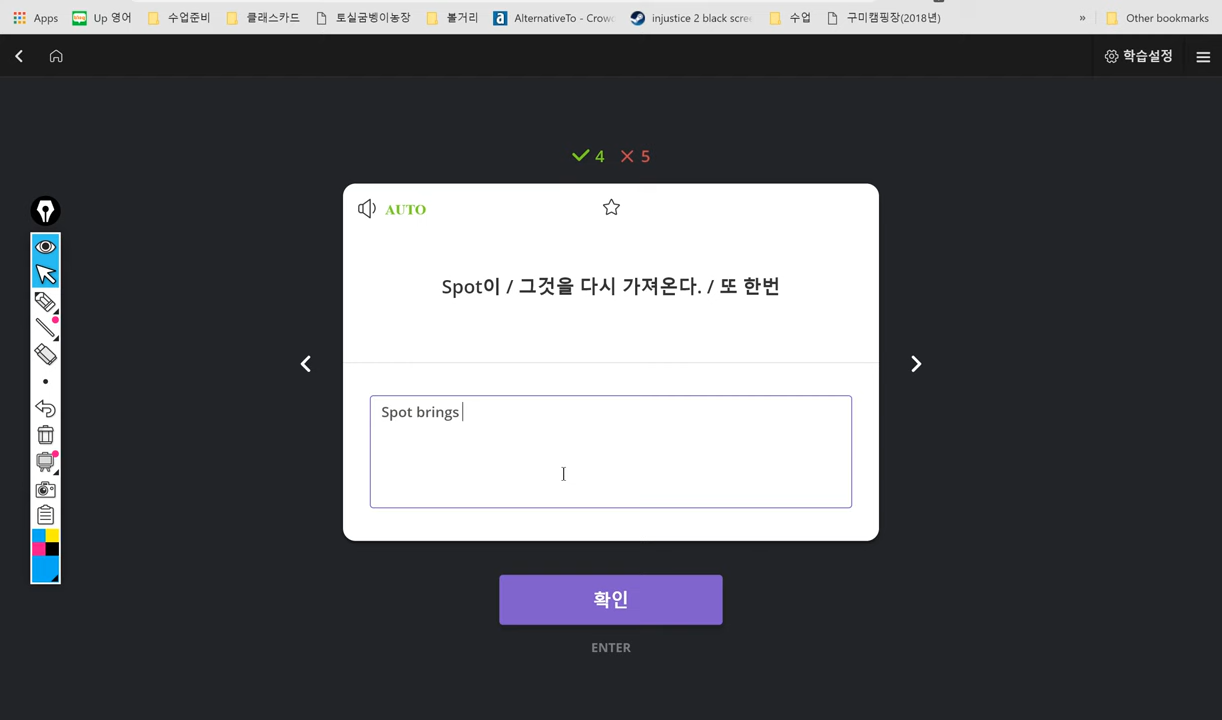 Apps Up 영어 수업준비 클래스카드 토실굼벵이농장 볼거리 AlternativeTo - Crow injustice 2 black scre 수업 구미캠핑장(2018년) » Other bookmarks
학습설정
4 5
AUTO
Spot이 / 그것을 다시 가져온다. / 또 한번
Spot brings
확인
ENTER